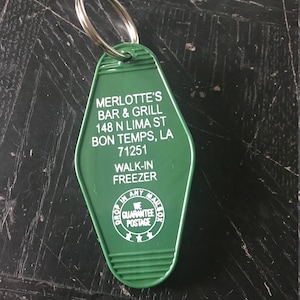 MERLOTTE'S
BAR & GRILL
148 N LIMA ST
BON TEMPS, LA
71251
WALK-IN
FREEZER
DROP IN ANY MAILBOX
WE
GUARANTEE
POSTAGE